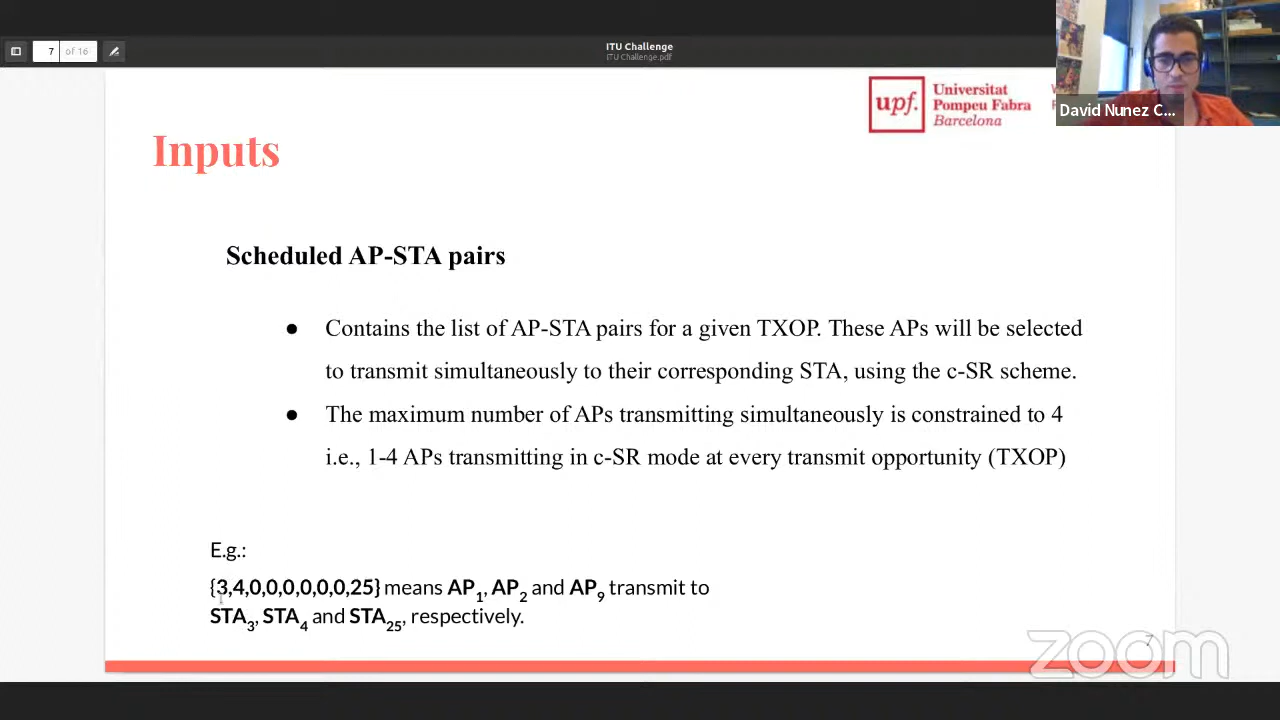 ITU Challenge
ITU Challenge.pdf
7 of 16
upf. Universitat
Pompeu Fabra
Barcelona
David Nunez C...
Inputs
Scheduled AP-STA pairs
● Contains the list of AP-STA pairs for a given TXOP. These APs will be selected
to transmit simultaneously to their corresponding STA, using the c-SR scheme.
● The maximum number of APs transmitting simultaneously is constrained to 4
i.e., 1-4 APs transmitting in c-SR mode at every transmit opportunity (TXOP)
E.g.:
{3,4,0,0,0,0,0,0,25} means AP1, AP2 and AP9 transmit to
STA3, STA4 and STA25, respectively.
7
zoom